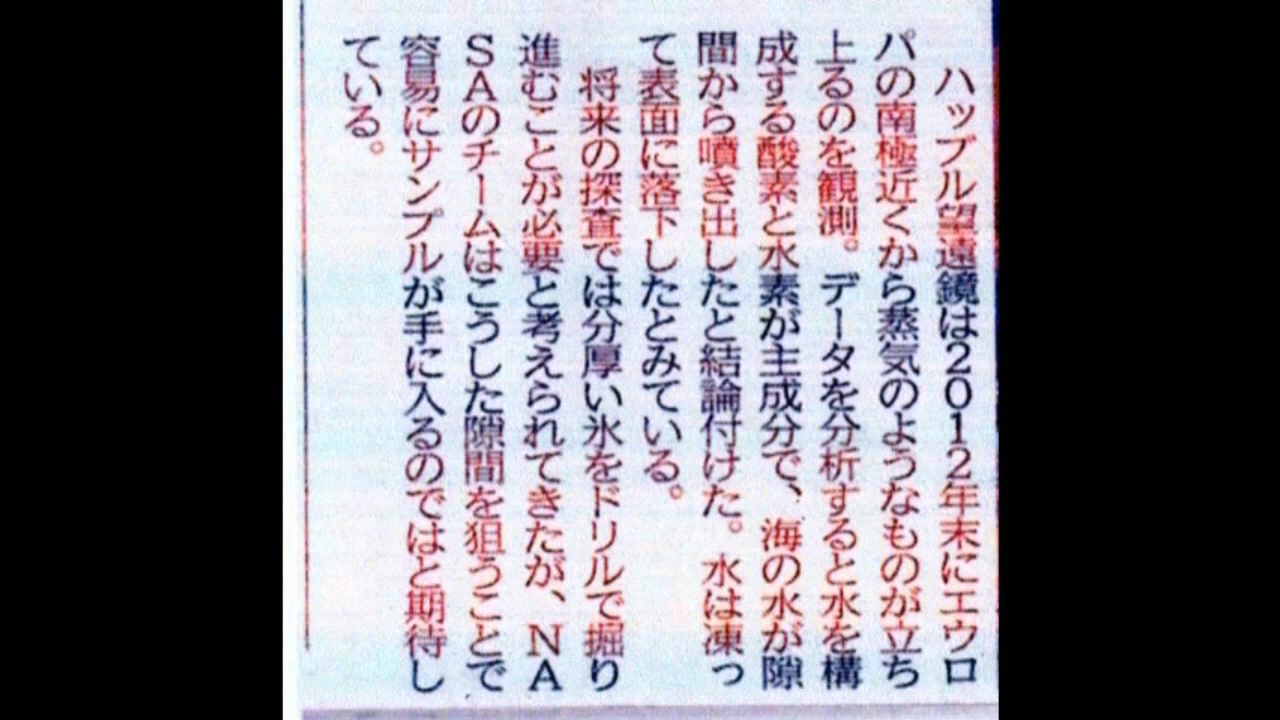 ハッブル望遠鏡は2012年末にエウロ
パの南極近くから蒸気のようなものが立ち
上るのを観測。データを分析すると水を構
成する酸素と水素が主成分で、海の水が隙
間から噴き出したと結論付けた。水は凍っ
て表面に落下したとみている。
将来の探査では分厚い氷をドリルで掘り
進むことが必要と考えられてきたが、NA
SAのチームはこうした隙間を狙うことで
容易にサンプルが手に入るのではと期待し
ている。